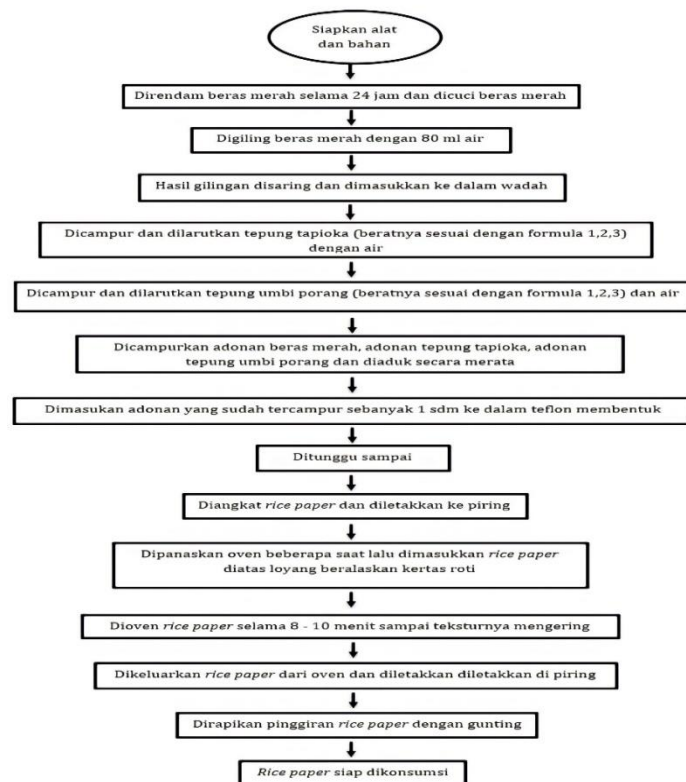 Siapkan alat
dan bahan
Direndam beras merah selama 24 jam dan dicuci beras merah
Digiling beras merah dengan 80 ml air
Hasil gilingan disaring dan dimasukkan ke dalam wadah
Dicampur dan dilarutkan tepung tapioka (beratnya sesuai dengan formula 1,2,3)
dengan air
Dicampur dan dilarutkan tepung umbi porang (beratnya sesuai dengan formula 1,2,3) dan air
Dicampurkan adonan beras merah, adonan tepung tapioka, adonan
tepung umbi porang dan diaduk secara merata
Dimasukan adonan yang sudah tercampur sebanyak 1 sdm ke dalam teflon membentuk
Ditunggu sampai
Diangkat rice paper dan diletakkan ke piring
Dipanaskan oven beberapa saat lalu dimasukkan rice paper
diatas loyang beralaskan kertas roti
Dioven rice paper selama 8 - 10 menit sampai teksturnya mengering
Dikeluarkan rice paper dari oven dan diletakkan diletakkan di piring
Dirapikan pinggiran rice paper dengan gunting
Rice paper siap dikonsumsi